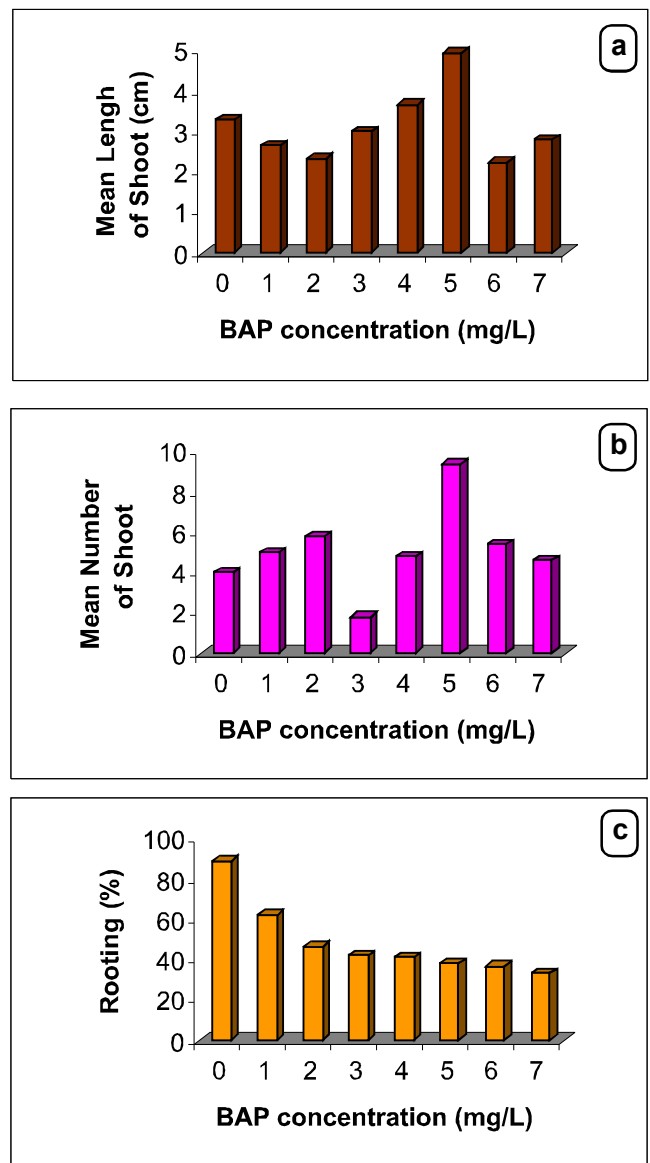 a
Mean Lengh
of Shoot (cm)
5
4
3
2
1
0
0 1 2 3 4 5 6 7
BAP concentration (mg/L)
b
Mean Number
of Shoot
10
8
6
4
2
0
0 1 2 3 4 5 6 7
BAP concentration (mg/L)
c
Rooting (%)
100
80
60
40
20
0
0 1 2 3 4 5 6 7
BAP concentration (mg/L)